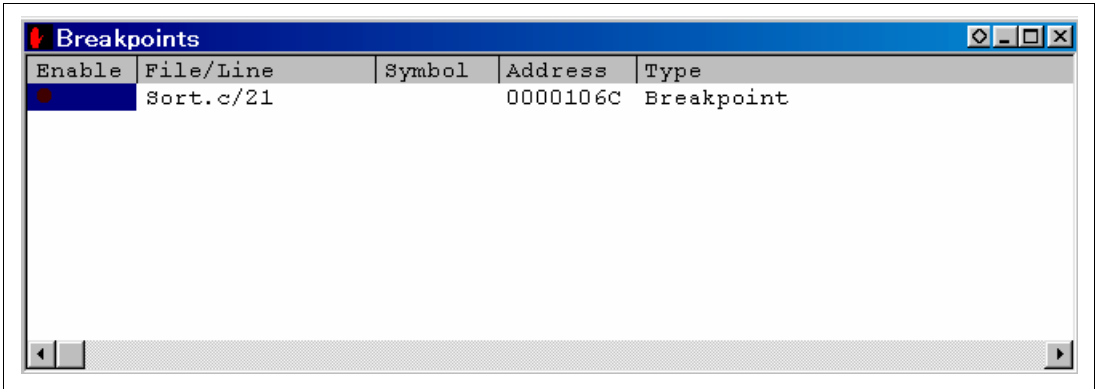 Breakpoints
Enable File/Line Symbol Address Type
Sort.c/21 0000106C Breakpoint